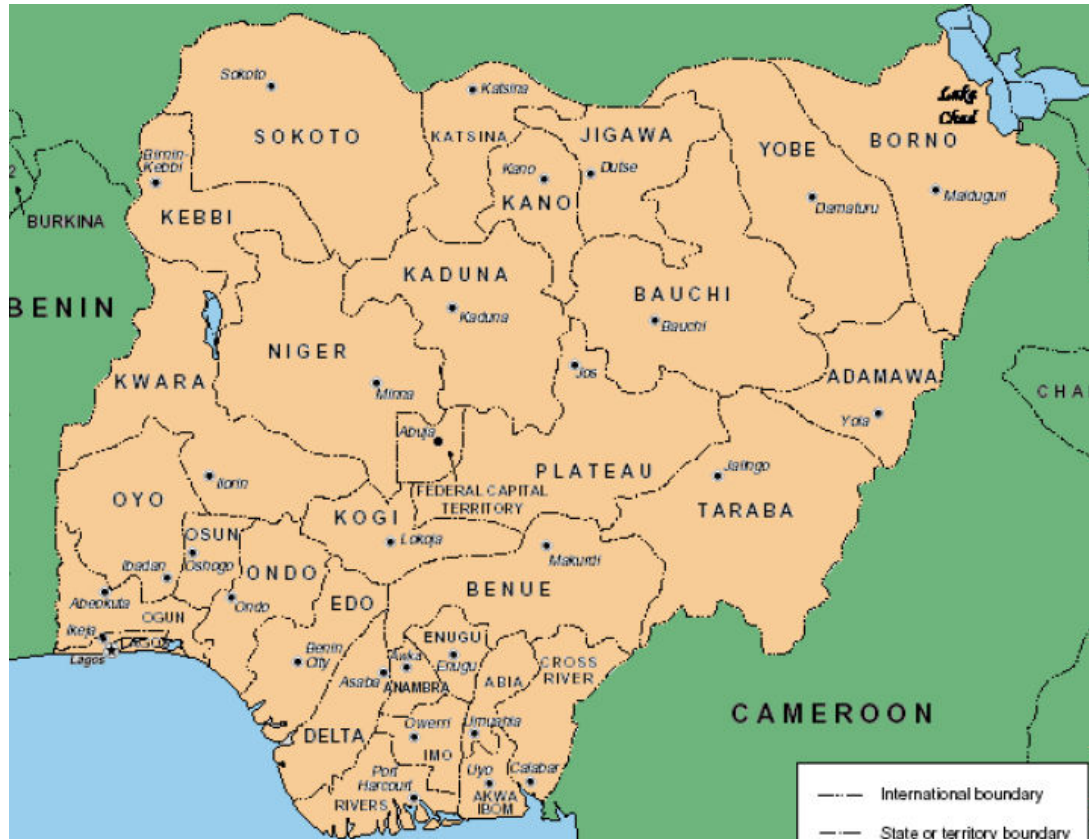 Sokoto
Katsina
Lake
Chad
SOKOTO
KATSINA
JIGAWA
YOBE
BORNO
Birnin-
Kebbi
Kano
Dutse
KANO
Damaturu
Maiduguri
BURKINA
KEBBI
KADUNA
BENIN
Kaduna
BAUCHI
Bauchi
NIGER
KWARA
Minna
Jos
ADAMAWA
CHA
Yola
Abuja
Ilorin
OYO
PLATEAU
Jalingo
FEDERAL CAPITAL
TERRITORY
TARABA
KOGI
Lokoja
OSUN
Oshogo
Ibadan
ONDO
Makurdi
Abeokuta
Ondo
EDO
BENUE
OGUN
Ikeja
LAGOS
Lagos
ENUGU
Enugu
Benin
City
Awka
Asaba
ANAMBRA
ABIA
CROSS
RIVER
CAMEROON
DELTA
Owerri
Umuahia
IMO
Port
Harcourt
Uyo
Calabar
RIVERS
AKWA
IBOM
International boundary
State or territory boundary